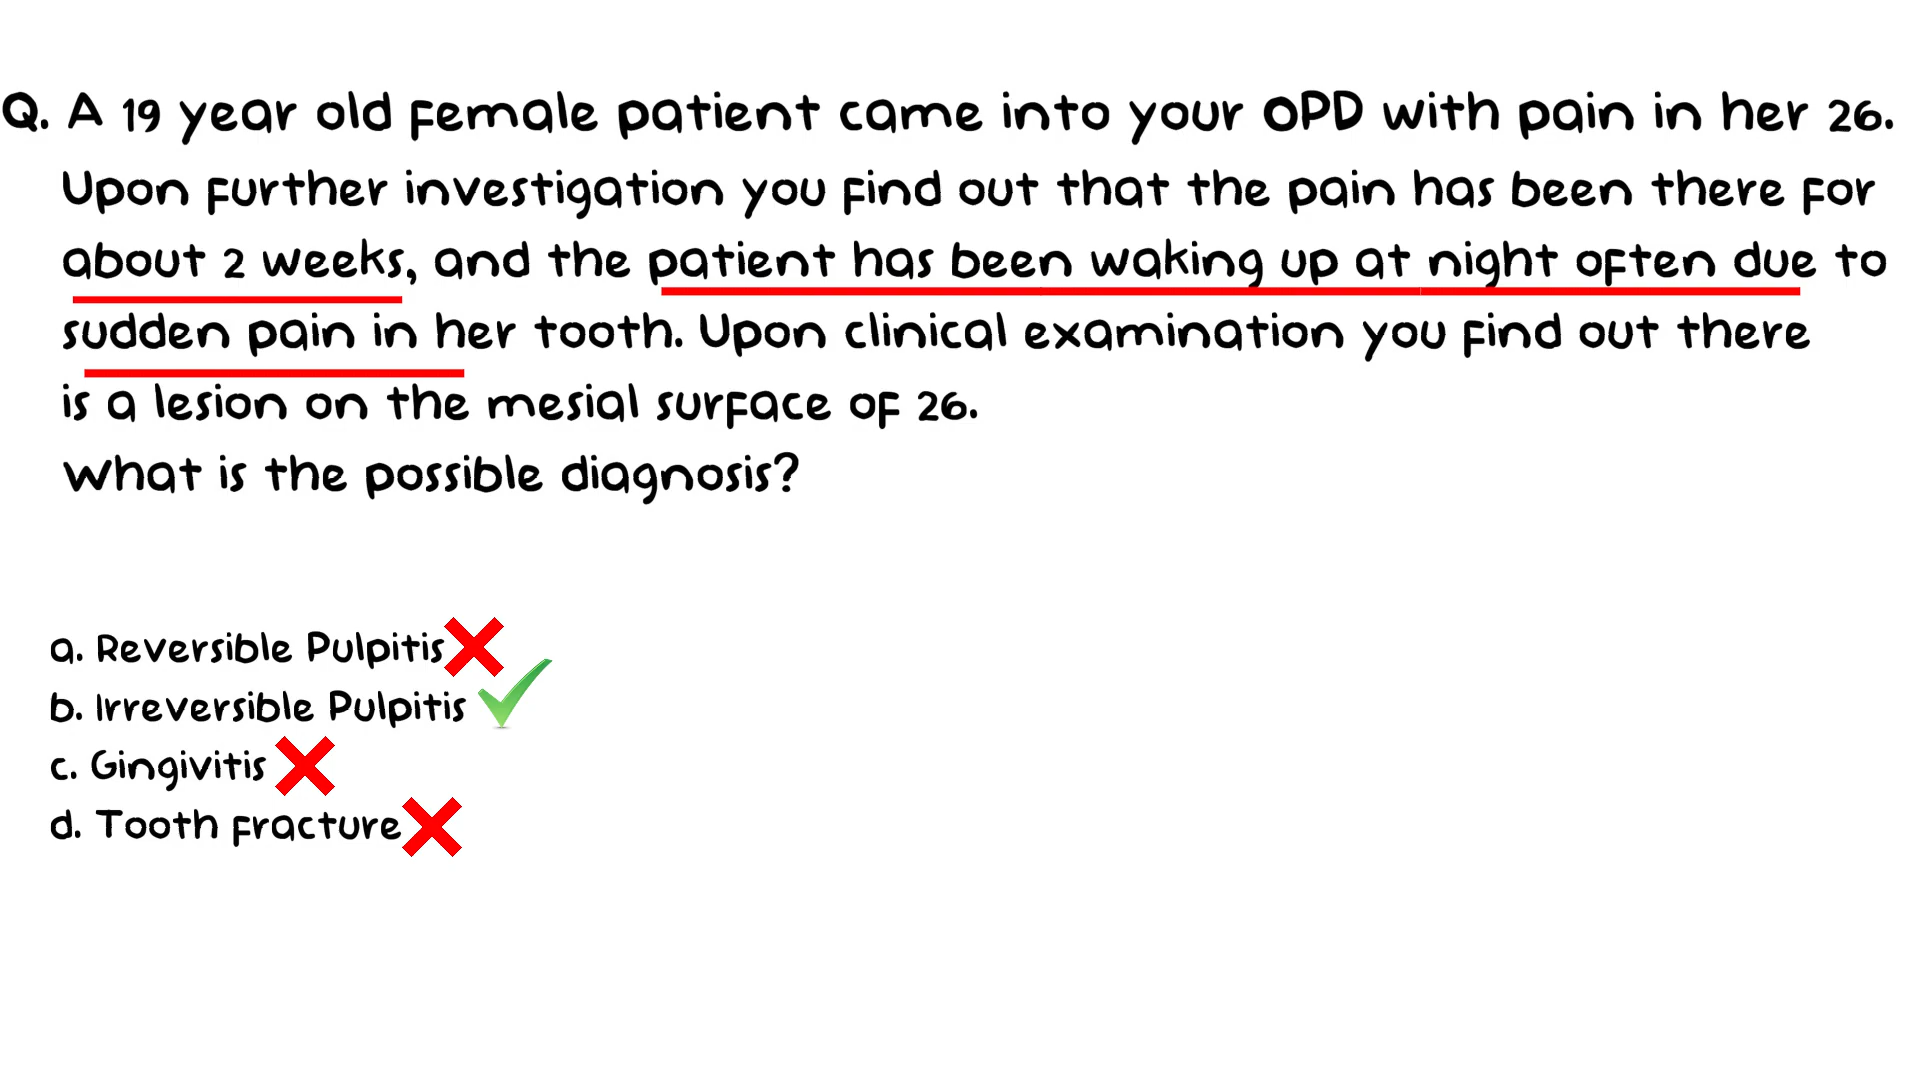 Q. A 19 year old female patient came into your OPD with pain in her 26.
Upon further investigation you find out that the pain has been there for
about 2 weeks, and the patient has been waking up at night often due to
sudden pain in her tooth. Upon clinical examination you find out there
is a lesion on the mesial surface of 26.
What is the possible diagnosis?
a. Reversible Pulpitis
b. Irreversible Pulpitis
c. Gingivitis
d. Tooth fracture